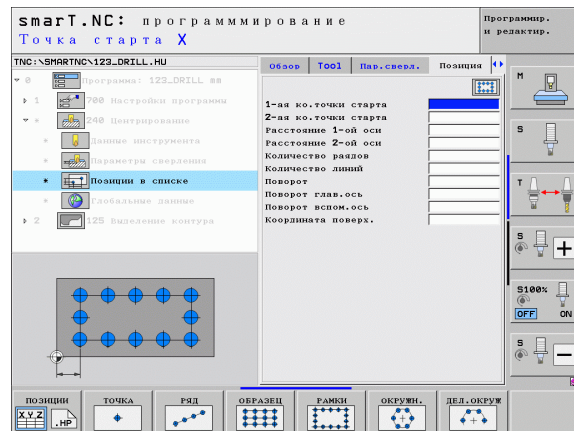 smarT.NC: программмирование
Точка старта X
Программир.
и редактир.
TNC:\SMARTNC\123_DRILL.HU
0 Программа: 123_DRILL мм
1 700 Настройки программы
* 240 Центрирование
* Данные инструмента
* Параметры сверления
* Позиции в списке
* Глобальные данные
2 125 Выделение контура
Обзор Tool Пар.сверл. Позиция
1-ая ко.точки старта
2-ая ко.точки старта
Расстояние 1-ой оси
Расстояние 2-ой оси
Количество раядов
Количество линий
Поворот
Поворот глав.ось
Поворот вспом.ось
Координата поверх.
M
S
T
S
+
S100%
OFF ON
S
−
ПОЗИЦИИ
X,Y,Z .HP
ТОЧКА
РЯД
ОБРАЗЕЦ
РАМКИ
ОКРУЖН.
ДЕЛ.ОКРУЖ